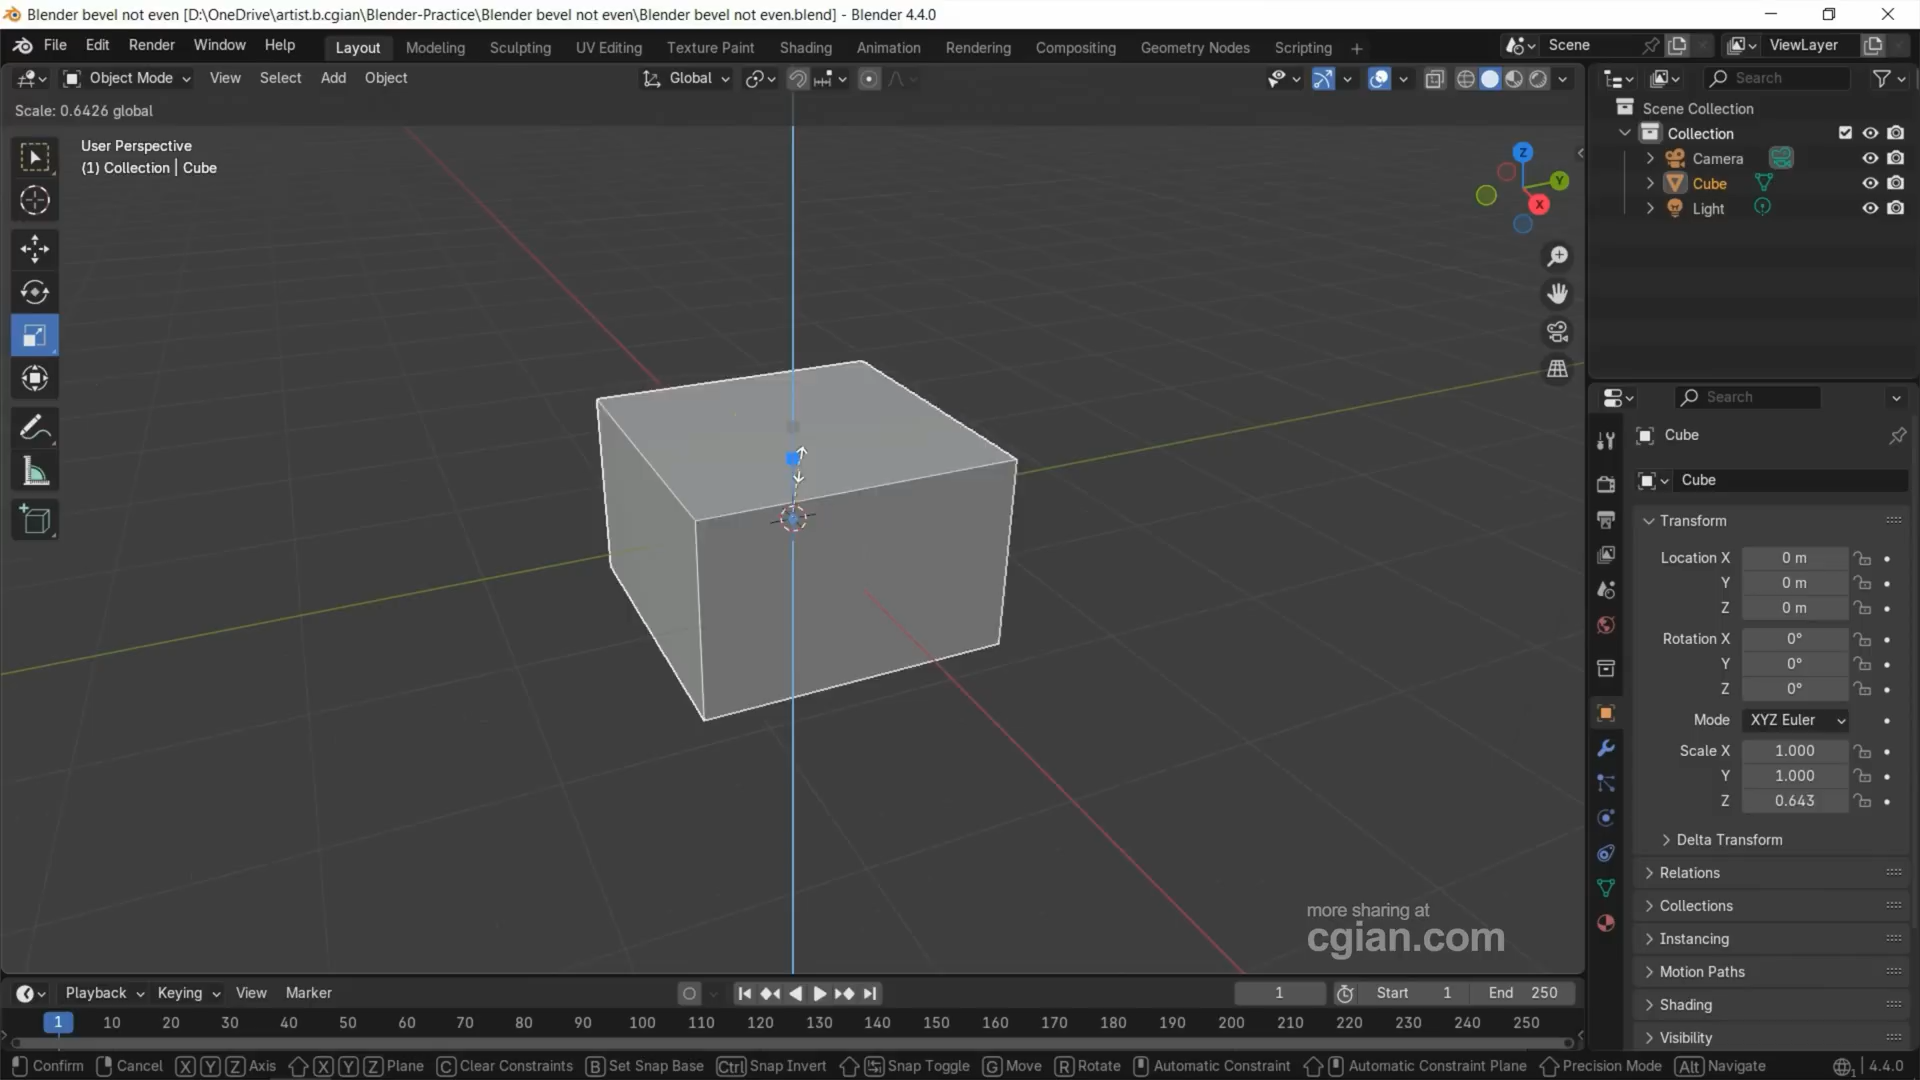 Blender bevel not even [D:\OneDrive\artist.b.cgian\Blender-Practice\Blender bevel not even\Blender bevel not even.blend] - Blender 4.4.0
File Edit Render Window Help Layout Modeling Sculpting UV Editing Texture Paint Shading Animation Rendering Compositing Geometry Nodes Scripting + Scene ViewLayer
Object Mode View Select Add Object Global Search
Scale: 0.6426 global
User Perspective
(1) Collection | Cube
Z
Y
X
Scene Collection
Collection
Camera
Cube
Light
Search
Cube
Cube
Transform
Location X 0 m
Y 0 m
Z 0 m
Rotation X 0°
Y 0°
Z 0°
Mode XYZ Euler
Scale X 1.000
Y 1.000
Z 0.643
Delta Transform
Relations
Collections
Instancing
Motion Paths
Shading
Visibility
more sharing at
cgian.com
Playback Keying View Marker 1 Start 1 End 250
1 10 20 30 40 50 60 70 80 90 100 110 120 130 140 150 160 170 180 190 200 210 220 230 240 250
Confirm Cancel X Y Z Axis X Y Z Plane C Clear Constraints B Set Snap Base Ctrl Snap Invert Snap Toggle G Move R Rotate Automatic Constraint Automatic Constraint Plane Precision Mode Alt Navigate 4.4.0